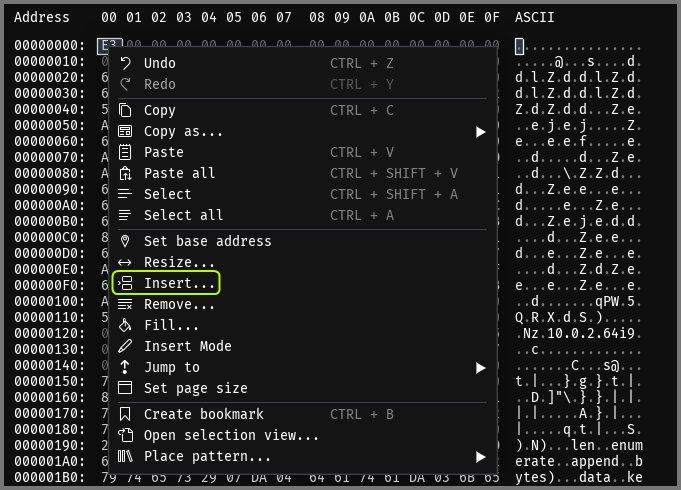 Address 00 01 02 03 04 05 06 07 08 09 0A 0B 0C 0D 0E 0F ASCII
00000000: E3 00 00 00 00 00 00 00 00 00 00 00 00 00 00 00 ................
00000010: .....@...s....d
Undo CTRL + Z
00000020: 6 d.l.Z.d.d.l.Z.d.
Redo CTRL + Y
00000030: 6 d.l.Z.d.d.l.Z.d.
00000040: 5 Z.d.Z.d.d...Z.e.
Copy CTRL + C
00000050: A ..e.j.e.j.....Z.
Copy as...
00000060: 6 e...e.e.f.....e.
Paste CTRL + V
00000070: A ..d.....d...Z.e.
Paste all CTRL + SHIFT + V
00000080: A ..d...\.Z.Z.d...
Select CTRL + SHIFT + A
00000090: 6 d...Z.e.e...e...
000000A0: 6 d.....e...Z.e...
Select all CTRL + A
000000B0: 6 ..Z.e.j.e.d.d...
000000C0: 8
Set base address
000000D0: 6
Resize...
000000E0: A
Insert...
000000F0: 6
Remove...
00000100: A ..d.......qPW.5.
Fill...
00000110: 5 Q.R.X.d.S.)
Insert Mode
00000120: .Nz.10.0.2.64i9.
00000130:
Jump to
00000140:
Set page size
00000150: 7 t.|...}.g.}.t.|.
00000160: 8 ..D.]"\.}.}.|.|.
Create bookmark CTRL + B
00000170: 7 |.|.....A.}.|...
Open selection view...
00000180: 7
00000190: 2 ).N)...len..enum
Place pattern...
000001A0: 6 erate..append..b
000001B0: 79 74 65 73 29 07 DA 04 64 61 74 61 DA 03 6B 65 ytes)...data..ke